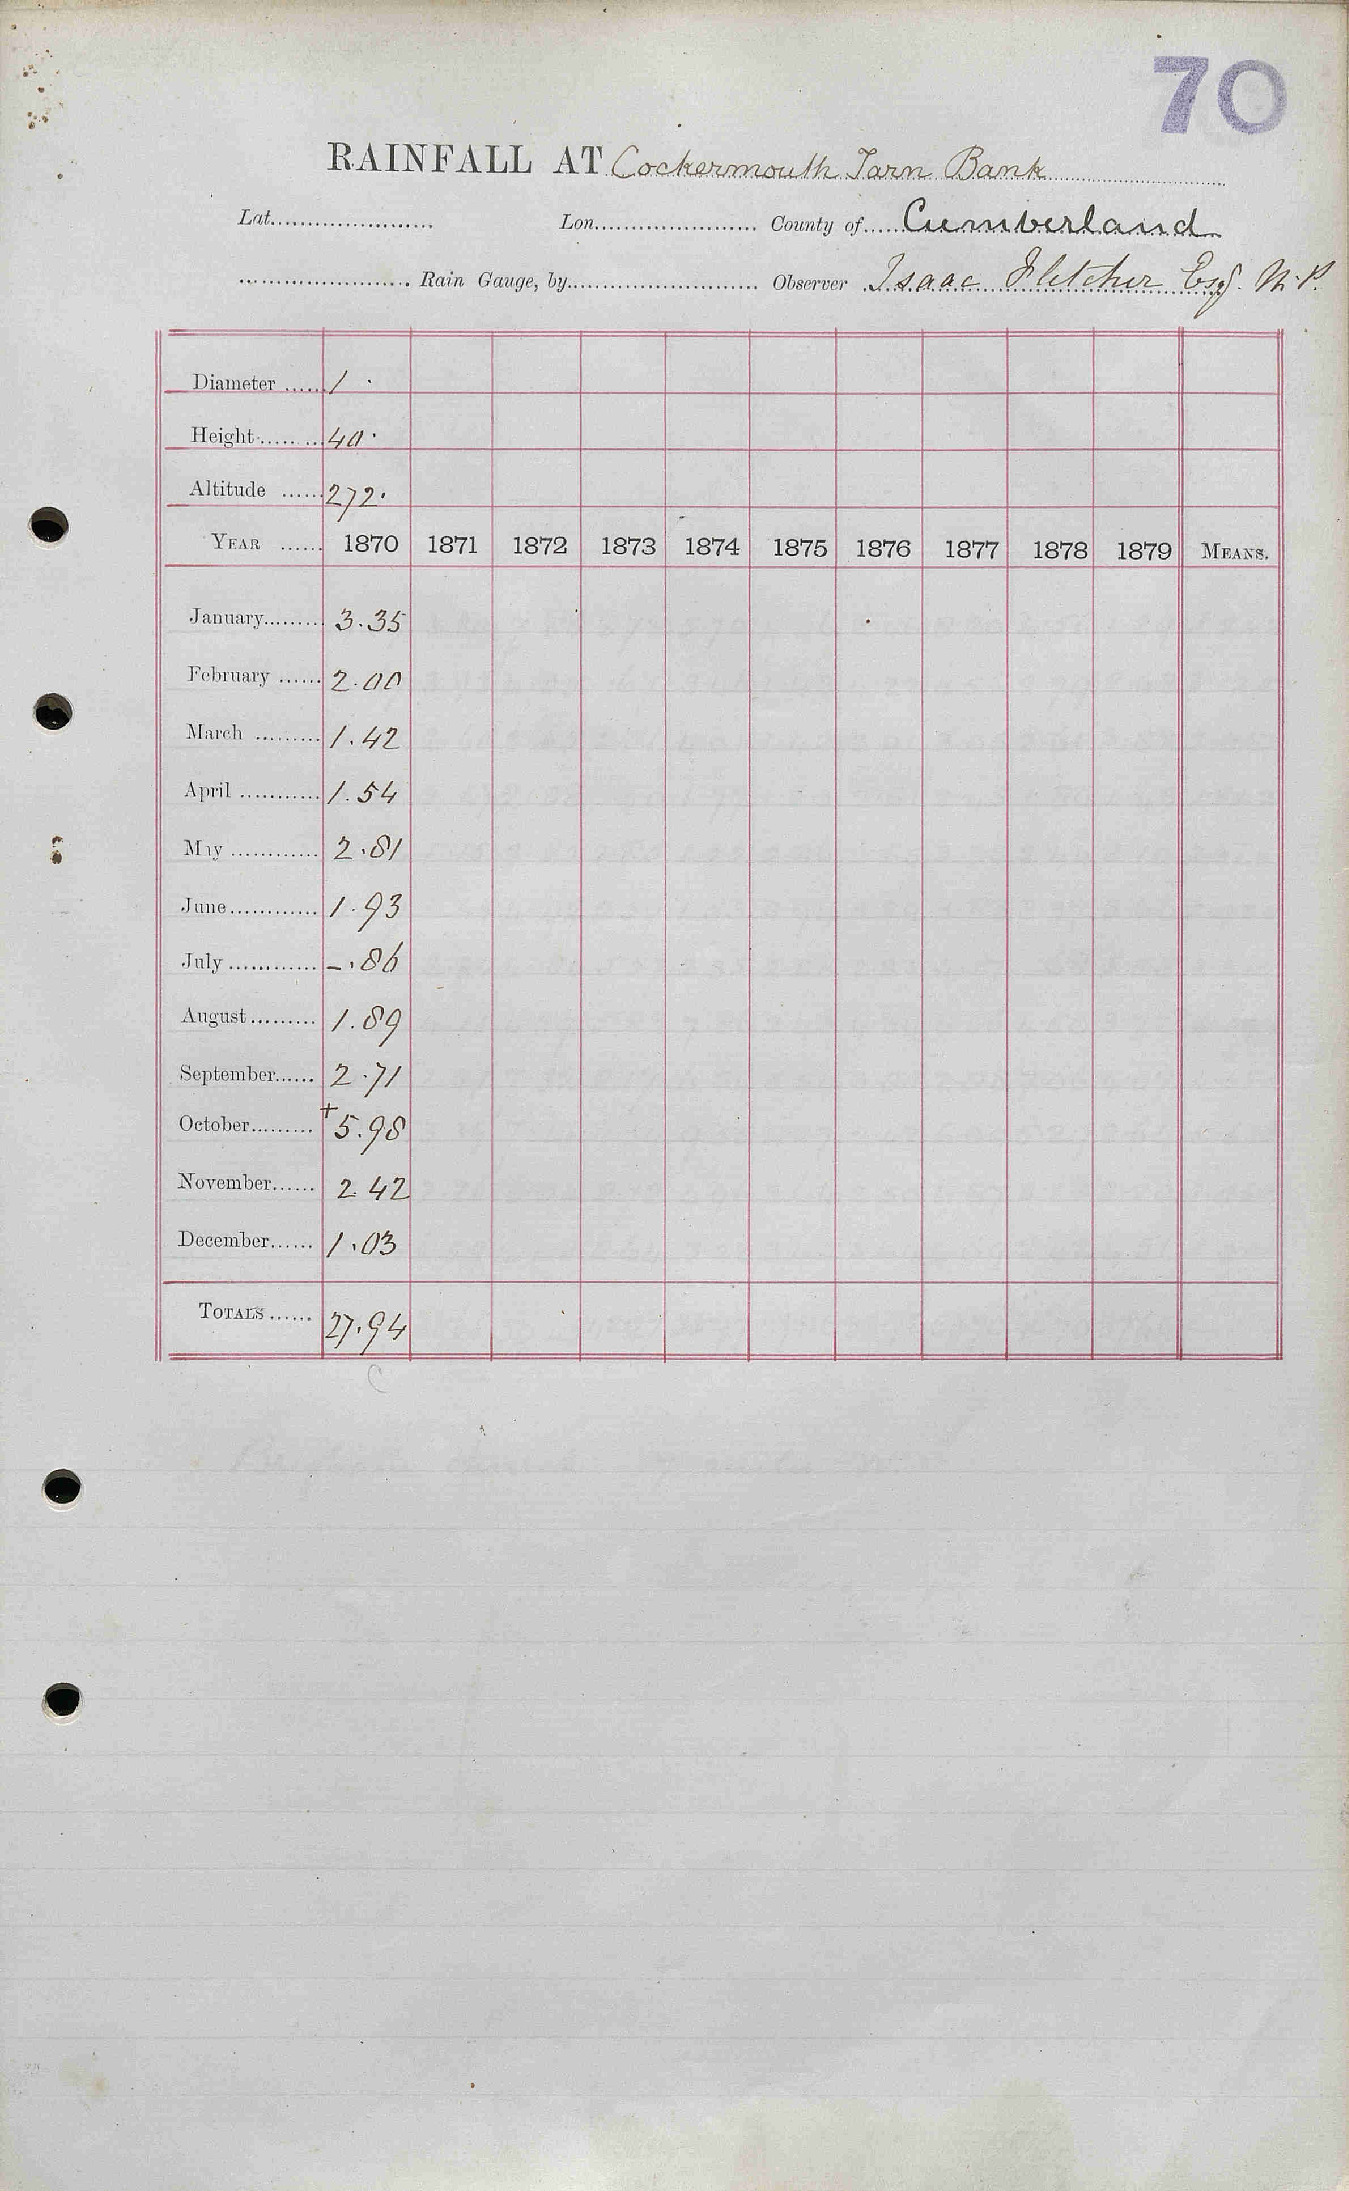 70
RAINFALL AT Cockermouth Tarn Bank
Lat...................... Lon...................... County of..... Cumberland
....................... Rain Gauge, by.......................... Observer Isaac Fletcher Esq. M.P.
Diameter ...... 1 .
Height......... 40.
Altitude ...... 272.
YEAR ...... 1870 1871 1872 1873 1874 1875 1876 1877 1878 1879 MEANS.
January......... 3.35
February ...... 2.00
March ......... 1.42
April ........... 1.54
May ............ 2.81
June............ 1.93
July ............ -.86
August ......... 1.89
September...... 2.71
October......... +5.98
November...... 2 42
December...... 1.03
TOTALS ...... 27.94
C